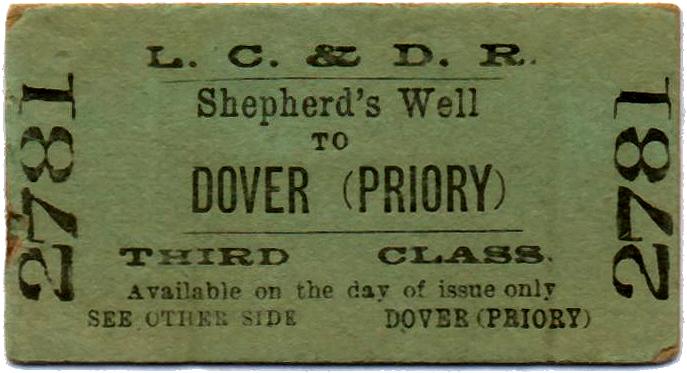 L. C. & D. R.
Shepherd's Well
TO
DOVER (PRIORY)
THIRD CLASS.
Available on the day of issue only
SEE OTHER SIDE DOVER (PRIORY)
2781
2781